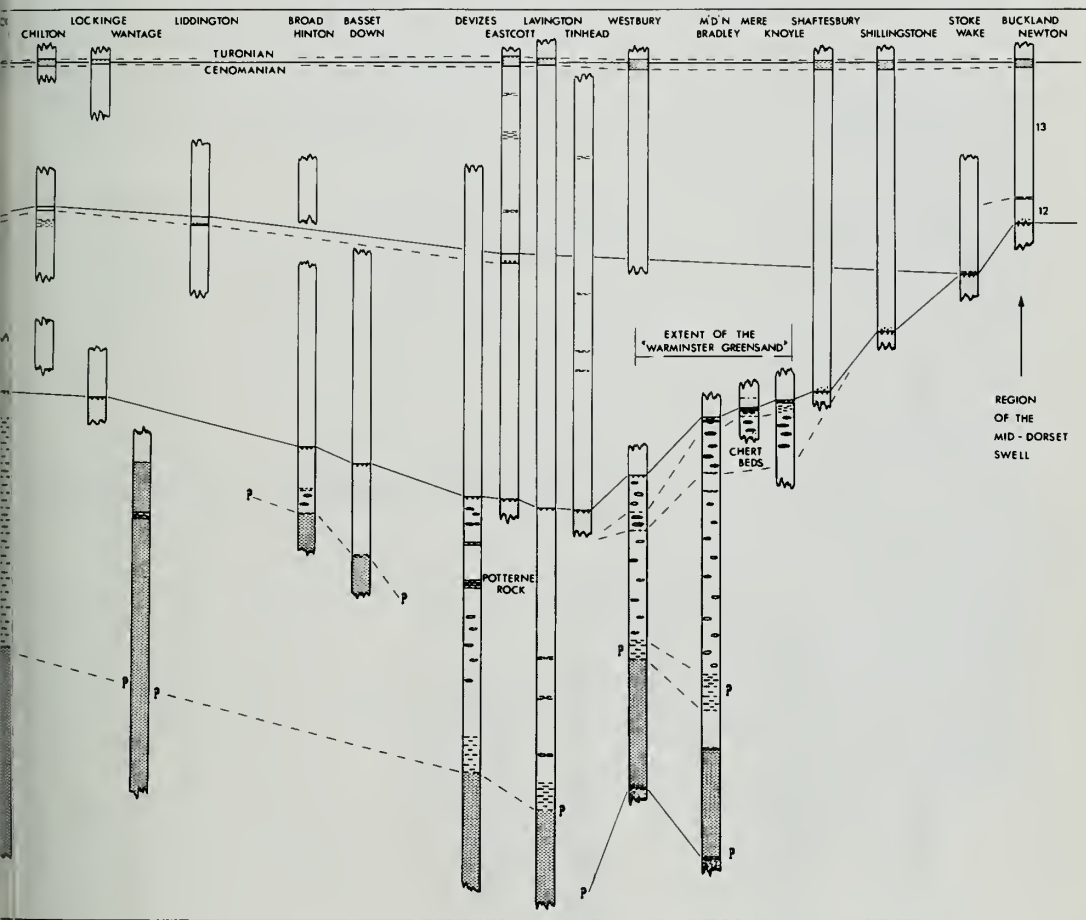 LOCKINGE LIDDINGTON BROAD BASSET DEVIZES LAVINGTON WESTBURY M'D'N MERE SHAFTESBURY STOKE BUCKLAND
CHILTON WANTAGE HINTON DOWN EASTCOTT TINHEAD BRADLEY KNOYLE SHILLINGSTONE WAKE NEWTON
TURONIAN
CENOMANIAN
13
12
EXTENT OF THE
"WARMINSTER GREENSAND"
REGION
OF THE
MID - DORSET
SWELL
CHERT
BEDS
P
POTTERNE
ROCK
P
P
P P
P
P
P
P